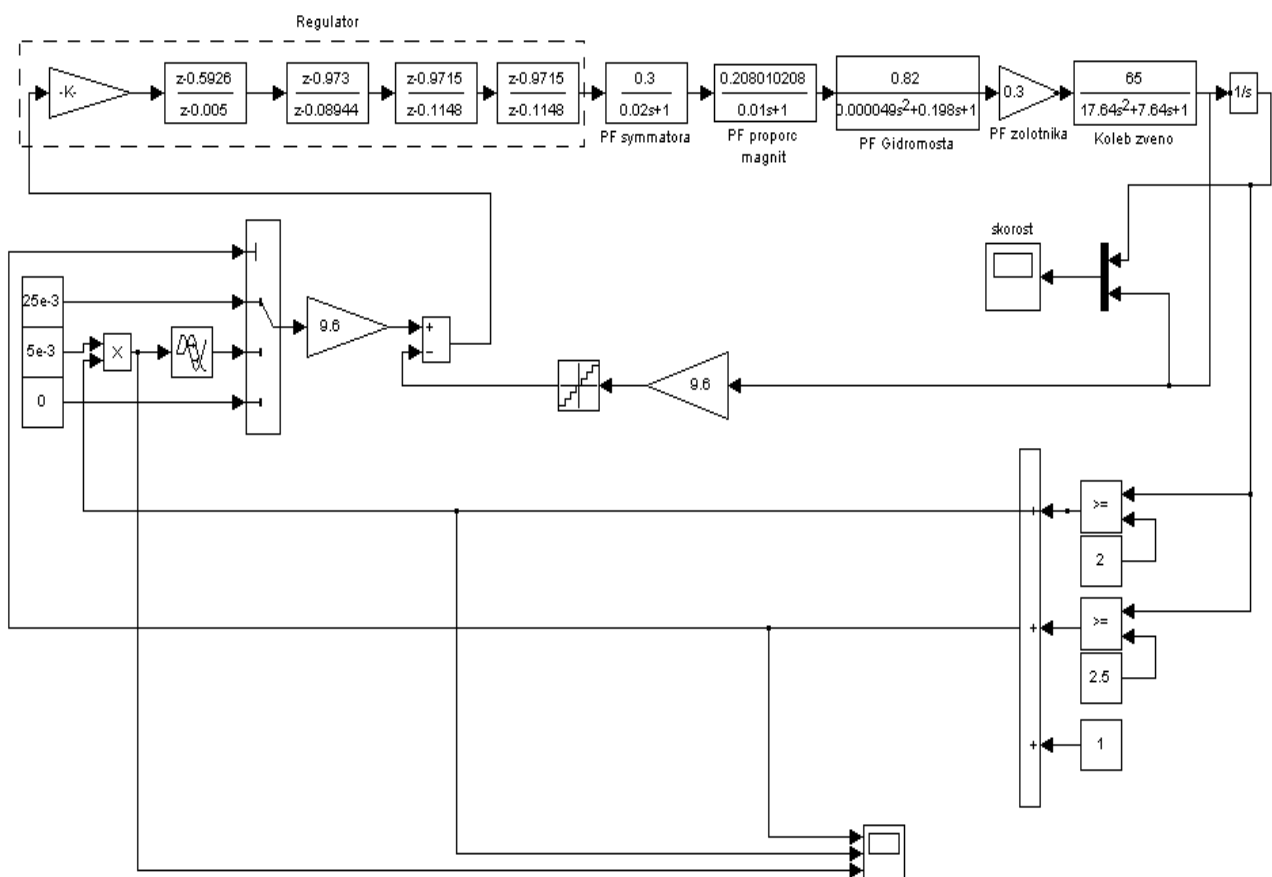 Regulator
-K-
z-0.5926
z-0.005
z-0.973
z-0.08944
z-0.9715
z-0.1148
z-0.9715
z-0.1148
0.3
0.02s+1
PF symmatora
0.208010208
0.01s+1
PF proporc
magnit
0.82
0.000049s²+0.198s+1
PF Gidromosta
0.3
PF zolotnika
65
17.64s²+7.64s+1
Koleb zveno
1/s
skorost
25e-3
5e-3
0
X
9.6
+
−
9.6
+
>=
2
+
>=
2.5
+
1